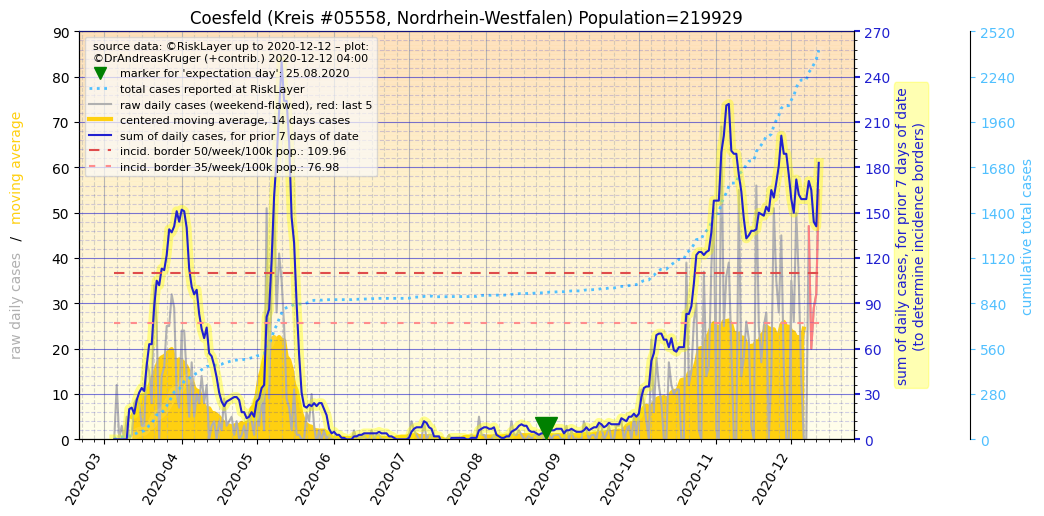 Coesfeld (Kreis #05558, Nordrhein-Westfalen) Population=219929
source data: ©RiskLayer up to 2020-12-12 – plot:
©DrAndreasKruger (+contrib.) 2020-12-12 04:00
marker for 'expectation day': 25.08.2020
total cases reported at RiskLayer
raw daily cases (weekend-flawed), red: last 5
centered moving average, 14 days cases
sum of daily cases, for prior 7 days of date
incid. border 50/week/100k pop.: 109.96
incid. border 35/week/100k pop.: 76.98
raw daily cases / moving average
90
80
70
60
50
40
30
20
10
0
270
240
210
180
150
120
90
60
30
0
sum of daily cases, for prior 7 days of date
(to determine incidence borders)
2520
2240
1960
1680
1400
1120
840
560
280
0
cumulative total cases
2020-03
2020-04
2020-05
2020-06
2020-07
2020-08
2020-09
2020-10
2020-11
2020-12